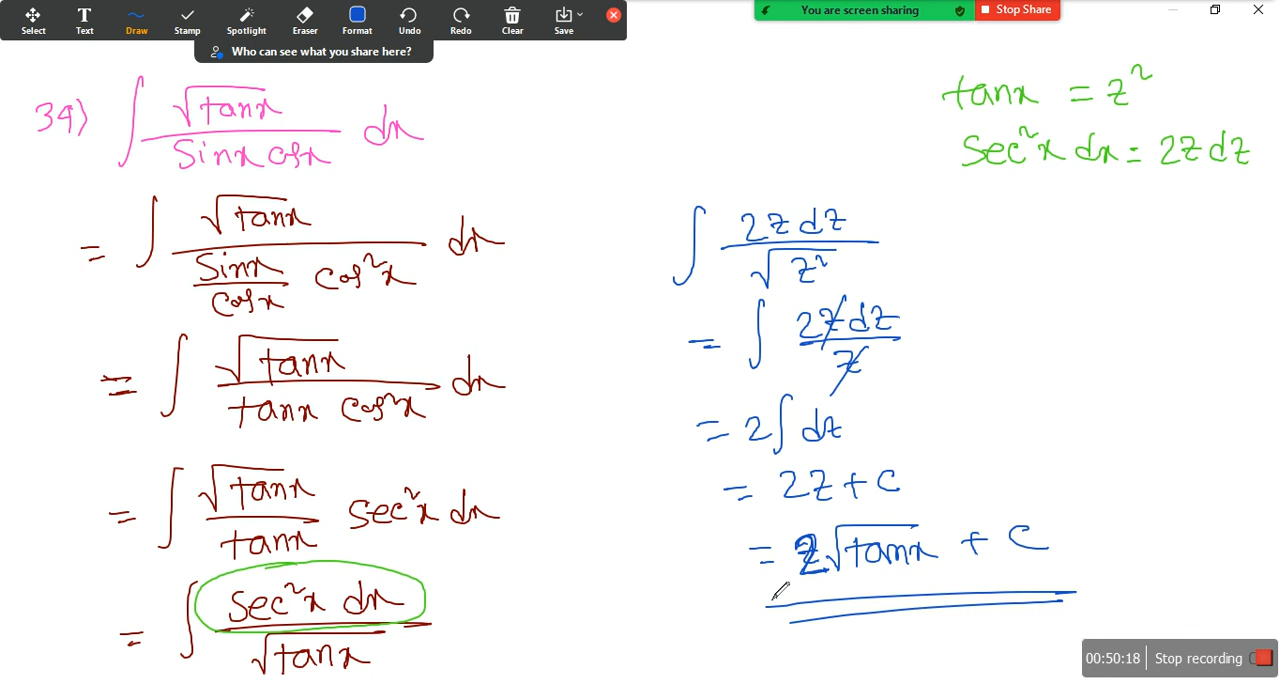 Select Text Draw Stamp Spotlight Eraser Format Undo Redo Clear Save
Who can see what you share here?
You are screen sharing Stop Share
34) ∫ √tanx / (sinx cosx) dx
= ∫ √tanx / ((sinx/cosx) cos²x) dx
= ∫ √tanx / (tanx cos²x) dx
= ∫ (√tanx / tanx) sec²x dx
= ∫ sec²x dx / √tanx
tanx = z²
sec²x dx = 2z dz
∫ 2z dz / √z²
= ∫ 2z dz / z
= 2∫ dz
= 2z + c
= 2√tanx + c
00:50:18 Stop recording